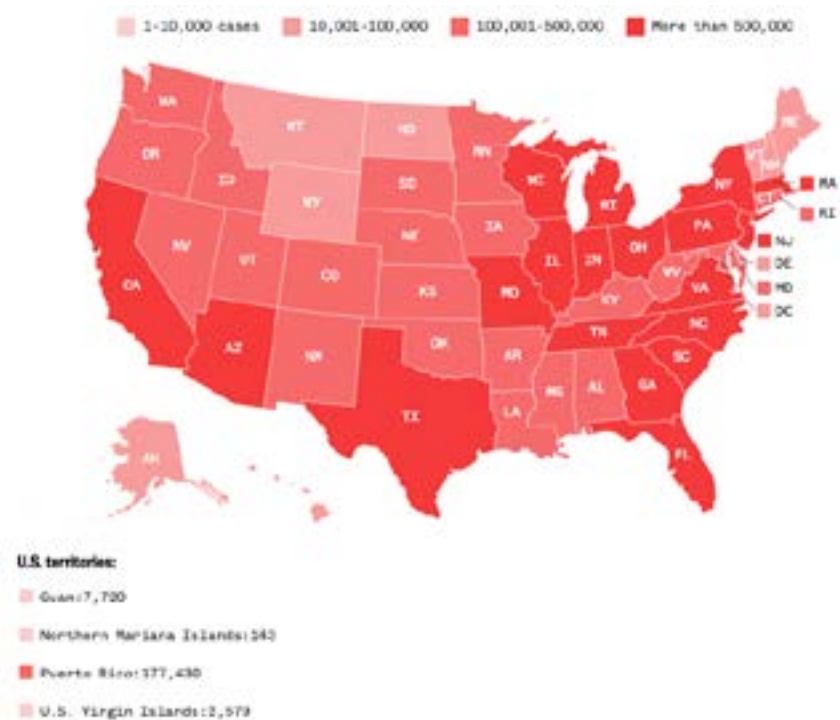 1-10,000 cases
10,001-100,000
100,001-500,000
More than 500,000
WA
MT
ND
MN
ME
VT
NH
OR
ID
SD
WI
NY
MA
WY
MI
CT
RI
IA
PA
NJ
NE
NV
UT
IL
IN
OH
DE
CA
CO
WV
MD
KS
MO
VA
DC
KY
NC
TN
AZ
NM
OK
AR
SC
MS
AL
GA
TX
LA
FL
AK
U.S. territories:
Guam:7,700
Northern Mariana Islands:143
Puerto Rico:177,430
U.S. Virgin Islands:2,579